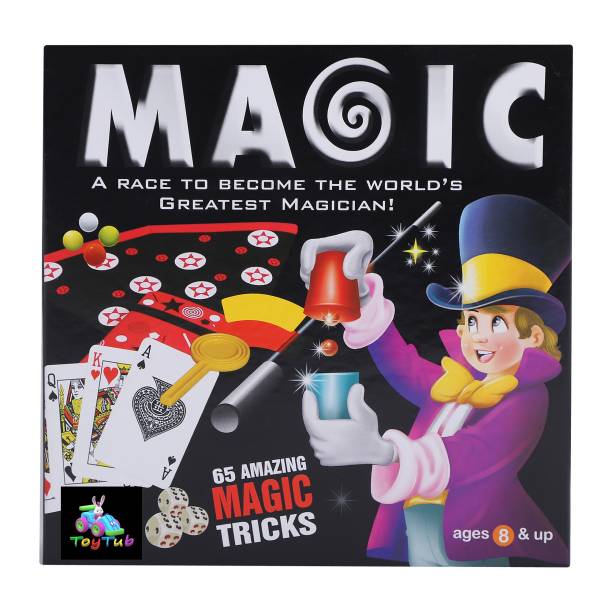 MAGIC
A RACE TO BECOME THE WORLD'S
GREATEST MAGICIAN!
Q
K
A
A
65 AMAZING
MAGIC
TRICKS
ToyTub
ages 8 & up